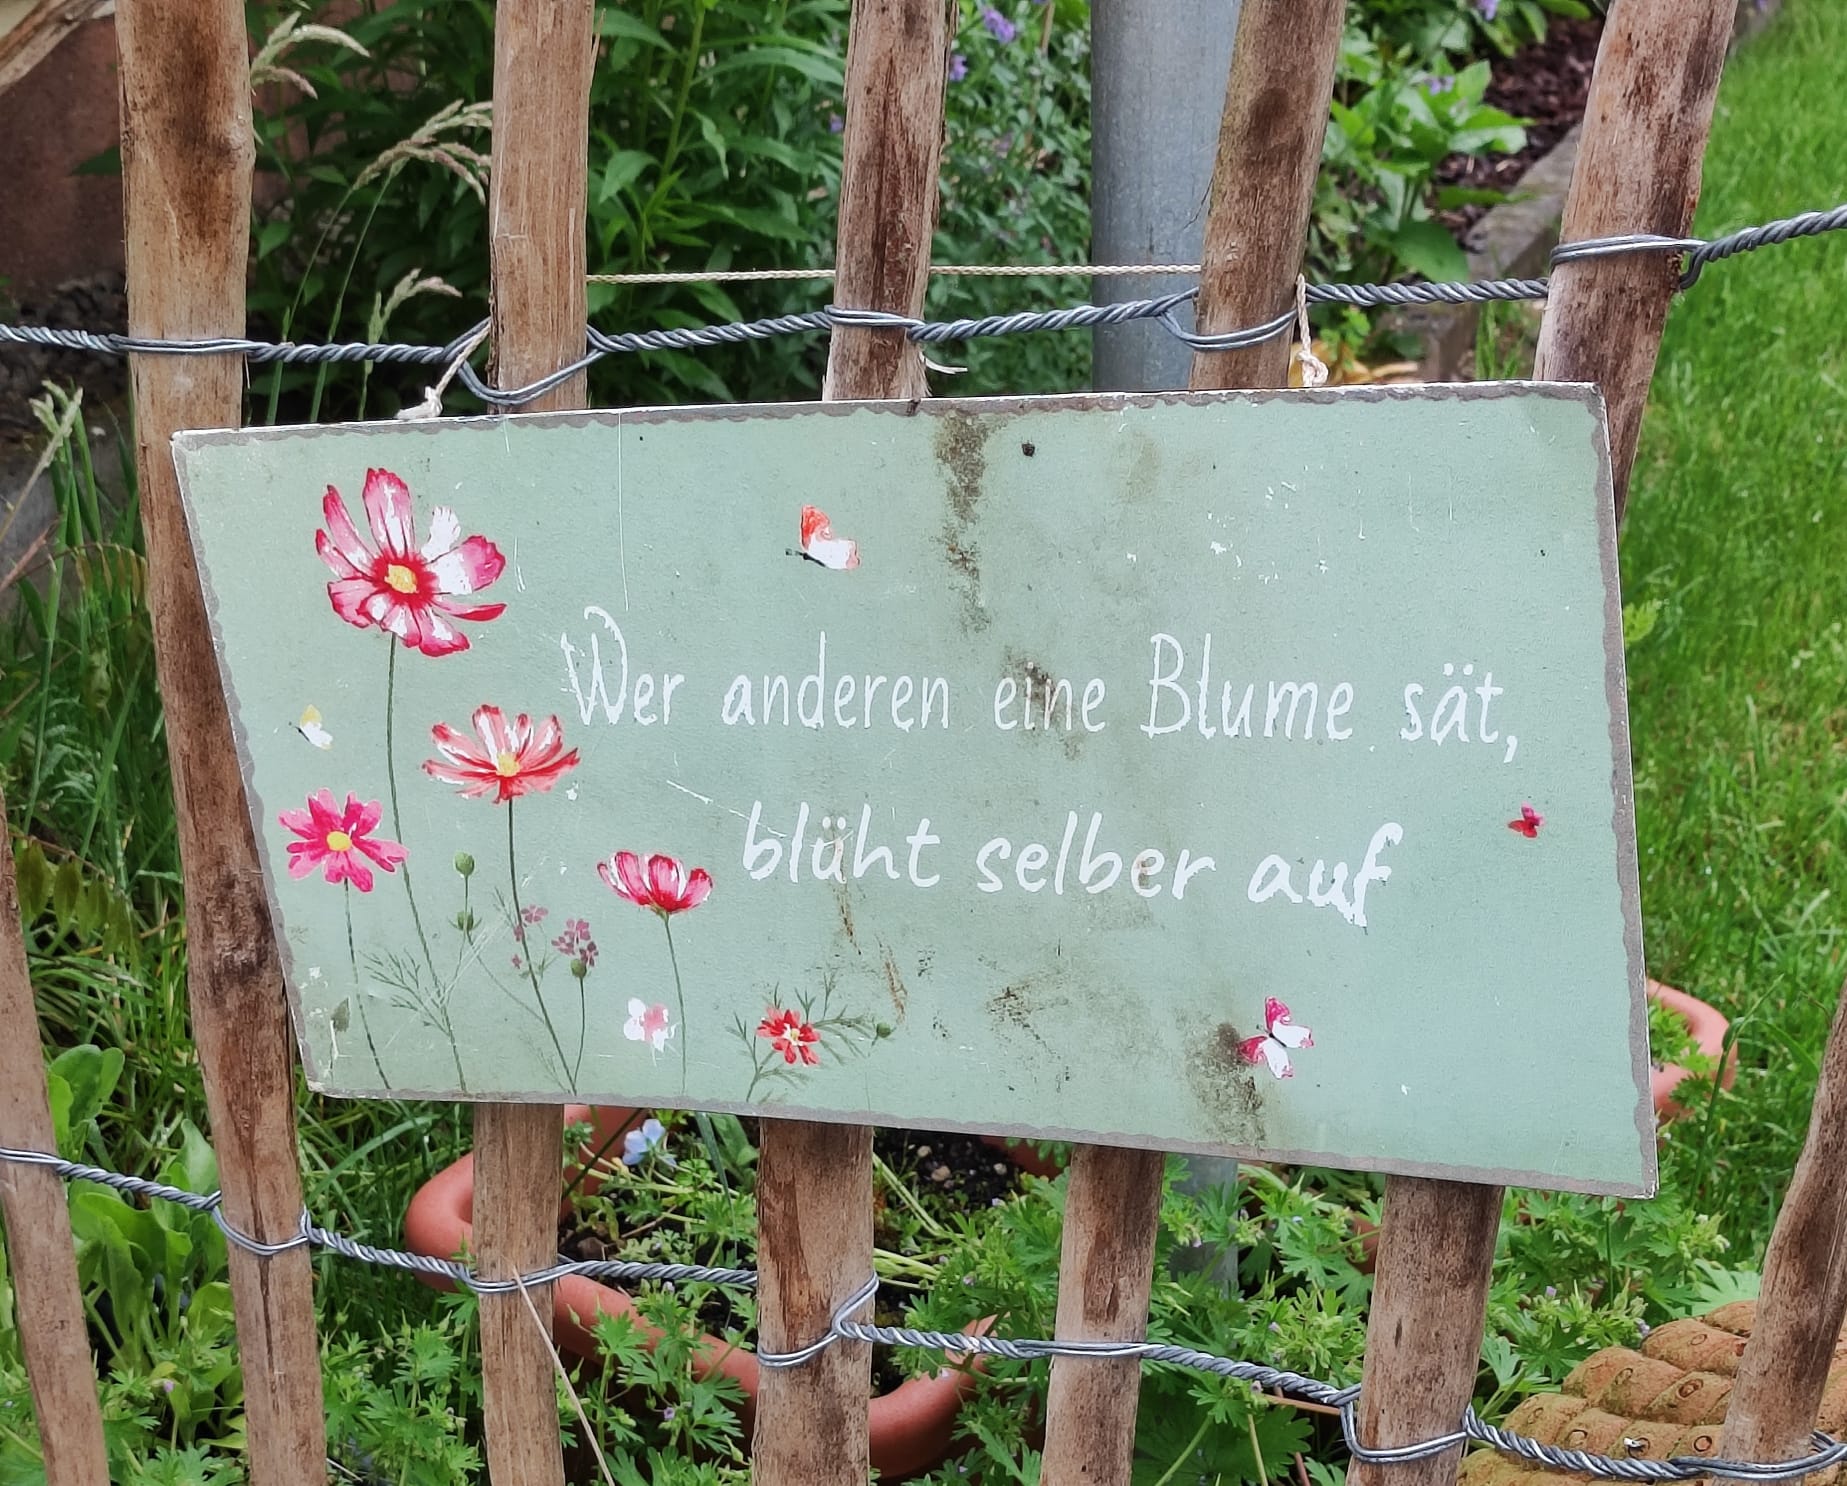 Wer anderen eine Blume sät,
blüht selber auf